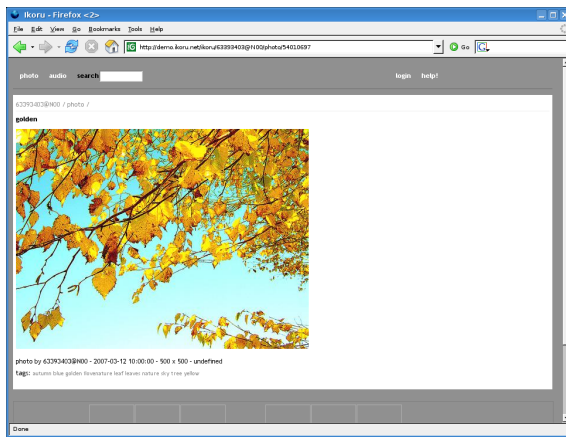 Ikoru - Firefox <2>
File Edit View Go Bookmarks Tools Help
http://demo.ikoru.net/ikoru/63393403@N00/photo/54010697 Go
photo audio search login help!
63393403@N00 / photo /
golden
photo by 63393403@N00 - 2007-03-12 10:00:00 - 500 x 500 - undefined
tags: autumn blue golden ilovenature leaf leaves nature sky tree yellow
Done